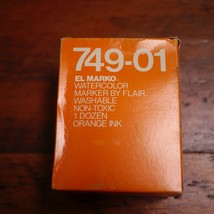 749-01
EL MARKO
WATERCOLOR
MARKER BY FLAIR.
WASHABLE
NON-TOXIC
1 DOZEN
ORANGE INK